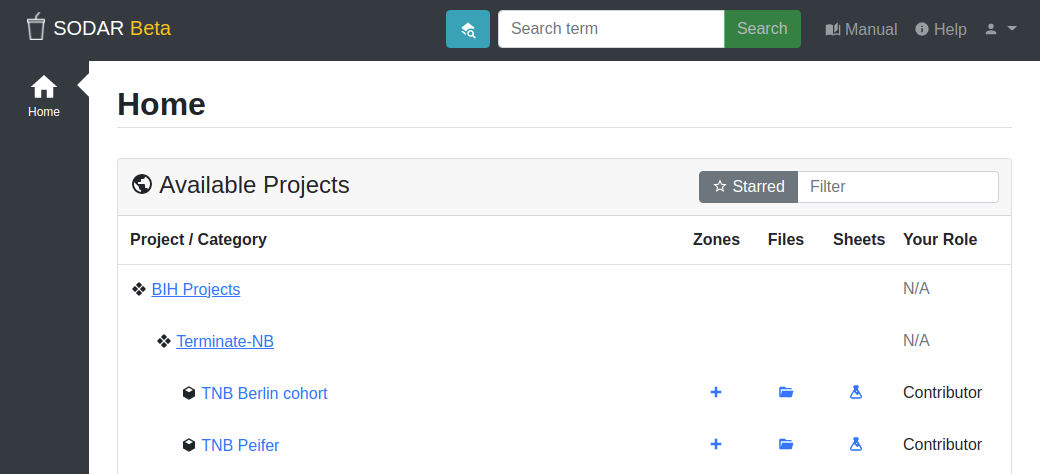 SODAR Beta
Search term
Search
Manual
Help
Home
Home
Available Projects
Starred
Filter
Project / Category
Zones
Files
Sheets
Your Role
BIH Projects
N/A
Terminate-NB
N/A
TNB Berlin cohort
Contributor
TNB Peifer
Contributor